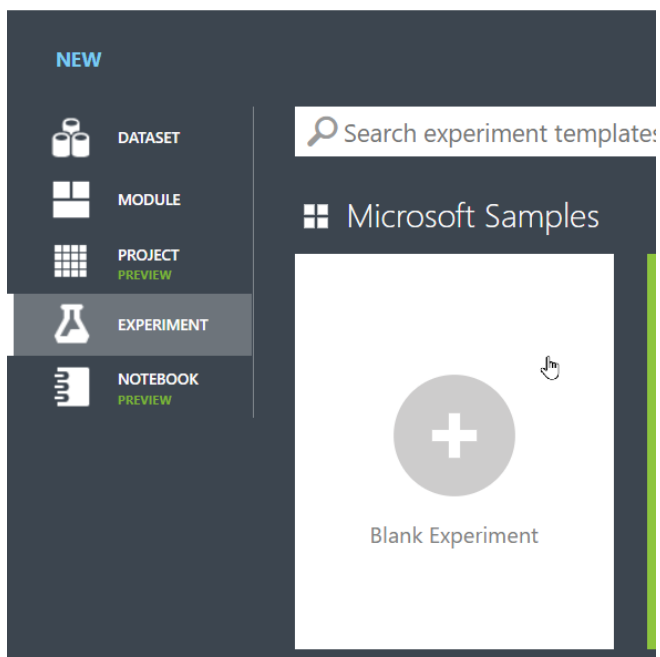 NEW
DATASET
MODULE
PROJECT
PREVIEW
EXPERIMENT
NOTEBOOK
PREVIEW
Search experiment templates
Microsoft Samples
Blank Experiment